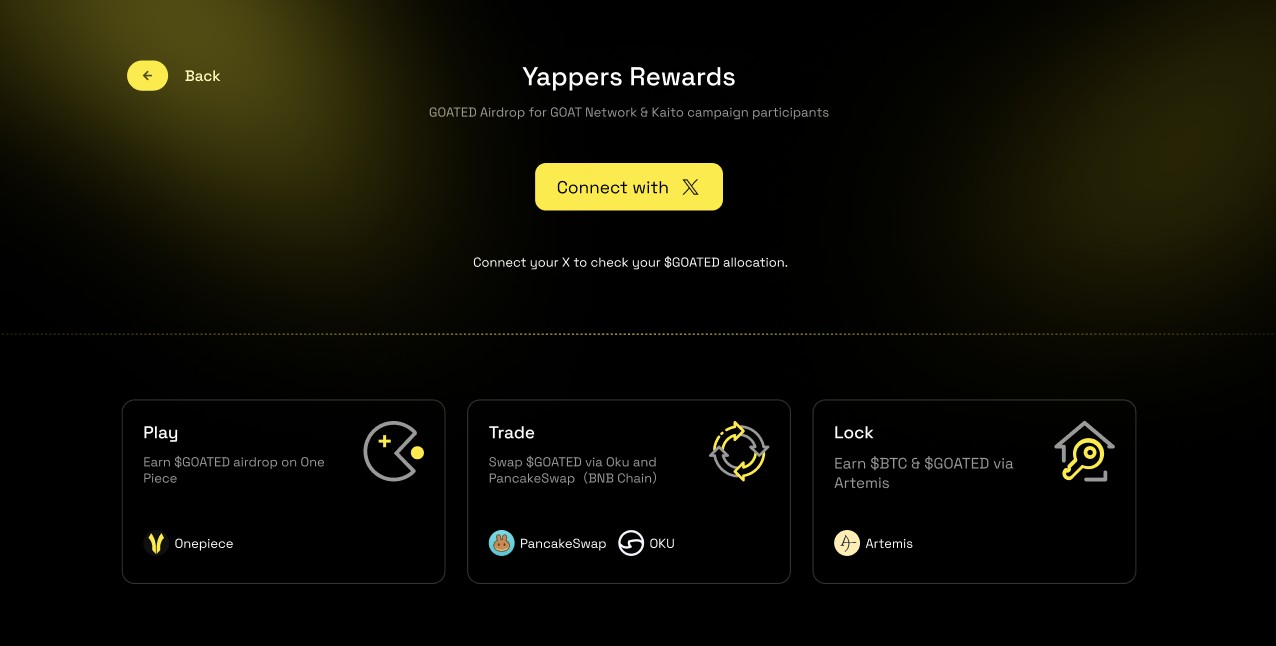 Back
Yappers Rewards
GOATED Airdrop for GOAT Network & Kaito campaign participants
Connect with X
Connect your X to check your $GOATED allocation.
Play
Earn $GOATED airdrop on One
Piece
Onepiece
Trade
Swap $GOATED via Oku and
PancakeSwap（BNB Chain）
PancakeSwap OKU
Lock
Earn $BTC & $GOATED via
Artemis
Artemis